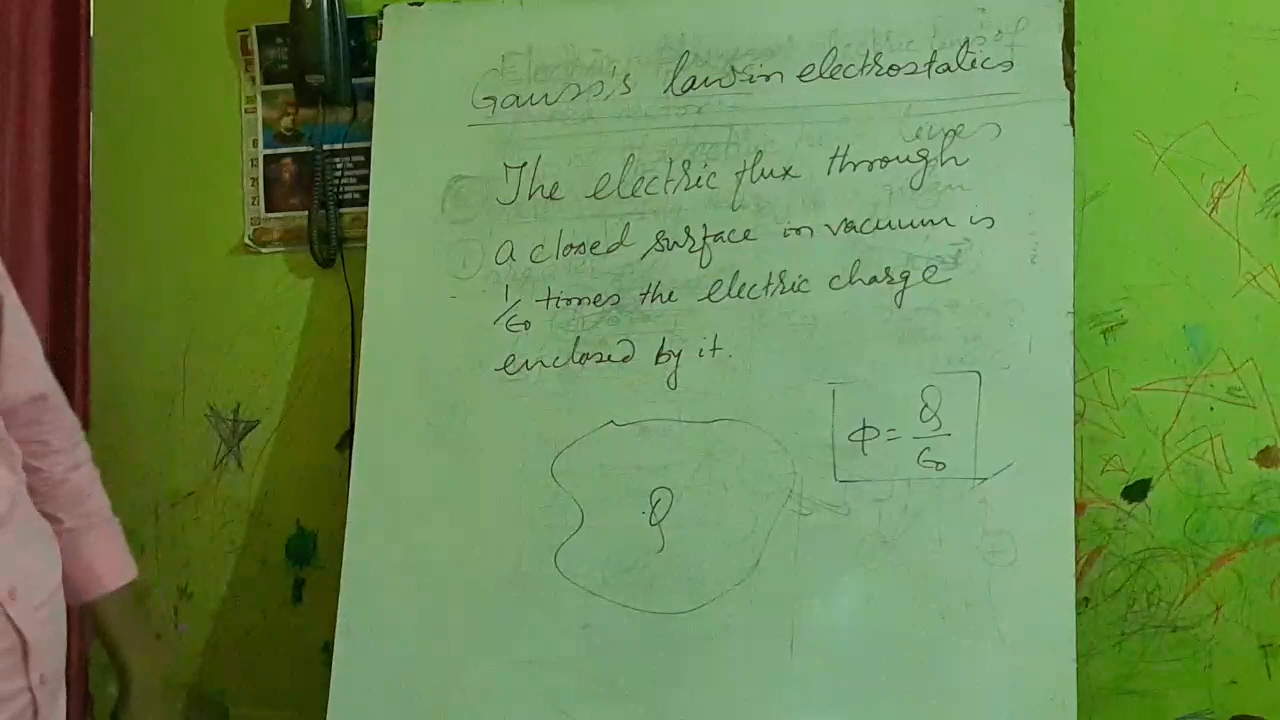 Gauss's law in electrostatics
The electric flux through
a closed surface in vacuum is
1/ϵ0 times the electric charge
enclosed by it.
ϕ = Q/ϵ0
Q